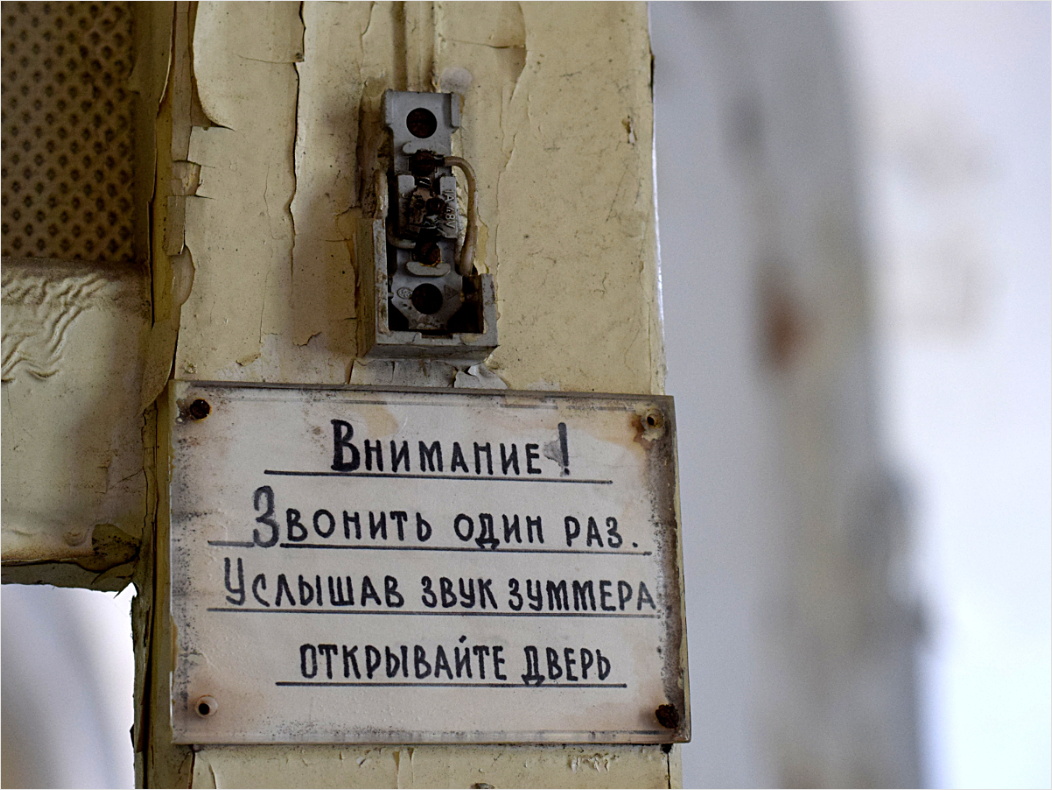 Внимание!
Звонить один раз.
Услышав звук зуммера
открывайте дверь